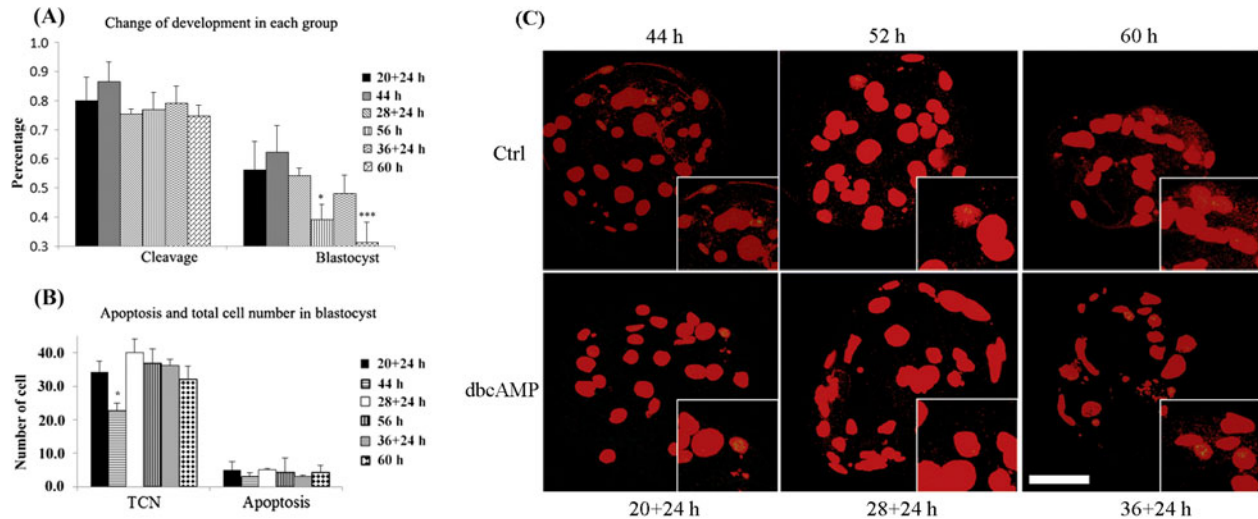 (A)
Change of development in each group
1.0
0.9
0.8
0.7
0.6
0.5
0.4
0.3
Percentage
20+24 h
44 h
28+24 h
56 h
36+24 h
60 h
*
***
Cleavage
Blastocyst
(B)
Apoptosis and total cell number in blastocyst
40.0
30.0
20.0
10.0
0.0
Number of cell
*
20+24 h
44 h
28+24 h
56 h
36+24 h
60 h
TCN
Apoptosis
(C)
44 h
52 h
60 h
Ctrl
dbcAMP
20+24 h
28+24 h
36+24 h